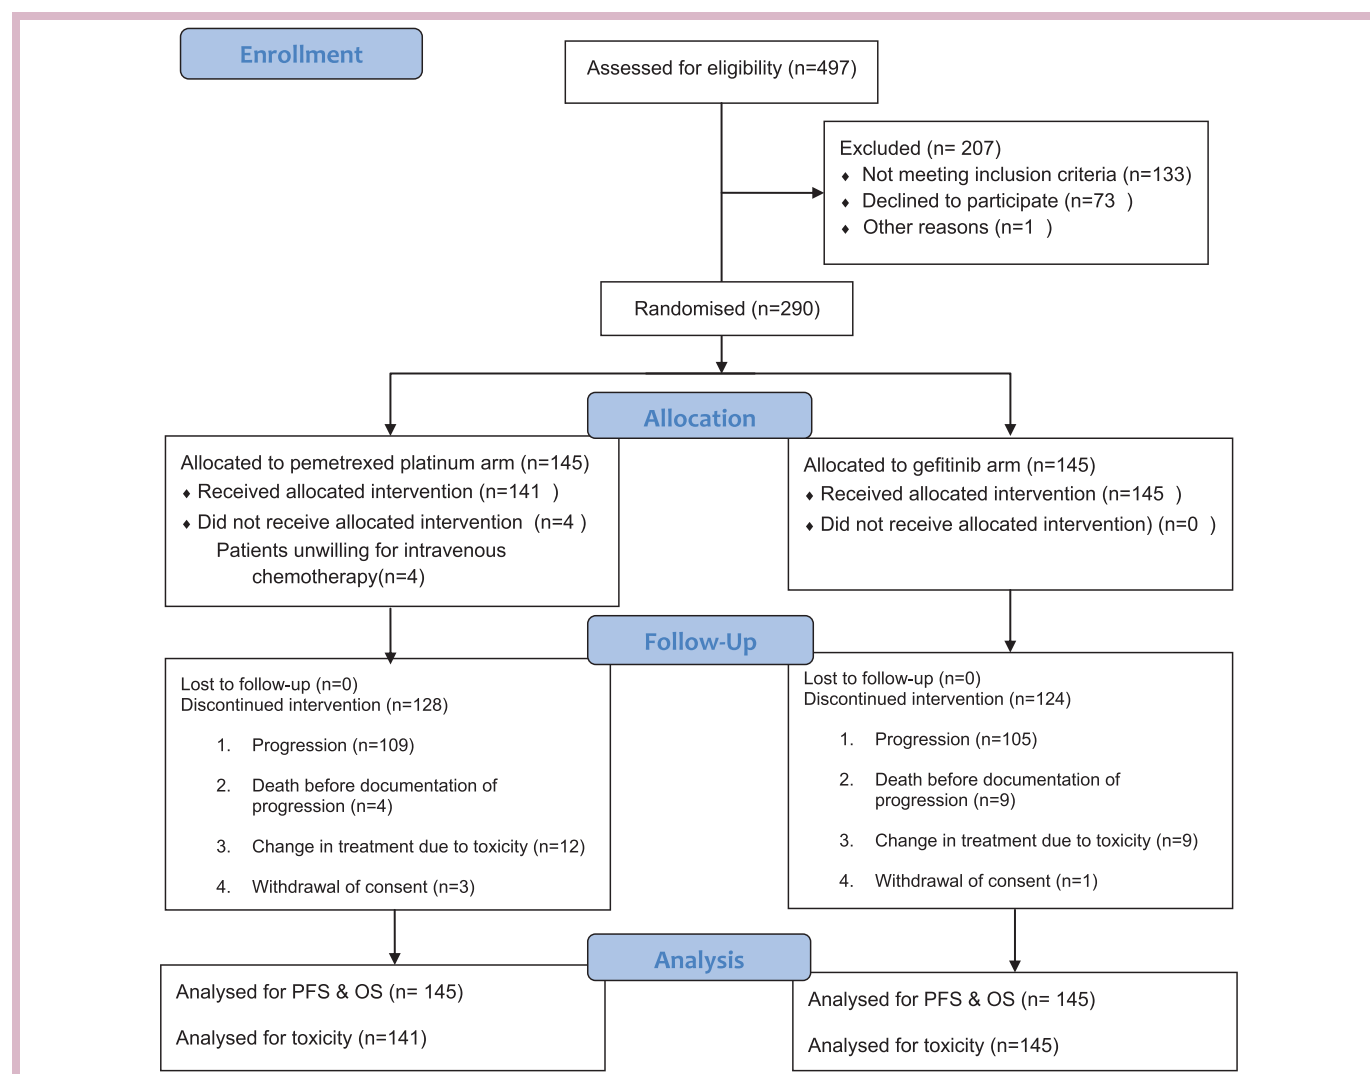 Enrollment
Assessed for eligibility (n=497)
Excluded (n= 207)
♦ Not meeting inclusion criteria (n=133)
♦ Declined to participate (n=73 )
♦ Other reasons (n=1 )
Randomised (n=290)
Allocation
Allocated to pemetrexed platinum arm (n=145)
♦ Received allocated intervention (n=141 )
♦ Did not receive allocated intervention (n=4 )
Patients unwilling for intravenous
chemotherapy(n=4)
Allocated to gefitinib arm (n=145)
♦ Received allocated intervention (n=145 )
♦ Did not receive allocated intervention) (n=0 )
Follow-Up
Lost to follow-up (n=0)
Discontinued intervention (n=128)
1. Progression (n=109)
2. Death before documentation of
progression (n=4)
3. Change in treatment due to toxicity (n=12)
4. Withdrawal of consent (n=3)
Lost to follow-up (n=0)
Discontinued intervention (n=124)
1. Progression (n=105)
2. Death before documentation of
progression (n=9)
3. Change in treatment due to toxicity (n=9)
4. Withdrawal of consent (n=1)
Analysis
Analysed for PFS & OS (n= 145)
Analysed for toxicity (n=141)
Analysed for PFS & OS (n= 145)
Analysed for toxicity (n=145)